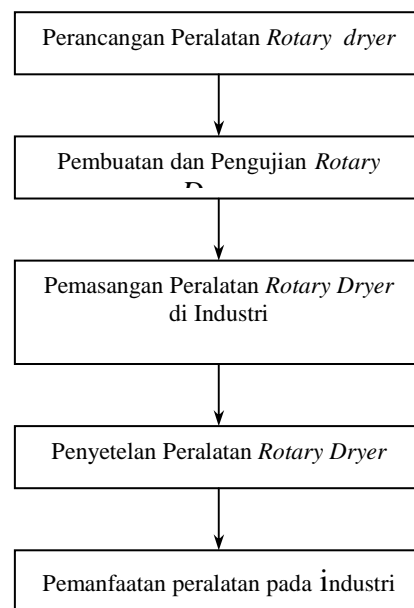 Perancangan Peralatan Rotary dryer
Pembuatan dan Pengujian Rotary
Pemasangan Peralatan Rotary Dryer
di Industri
Penyetelan Peralatan Rotary Dryer
Pemanfaatan peralatan pada industri